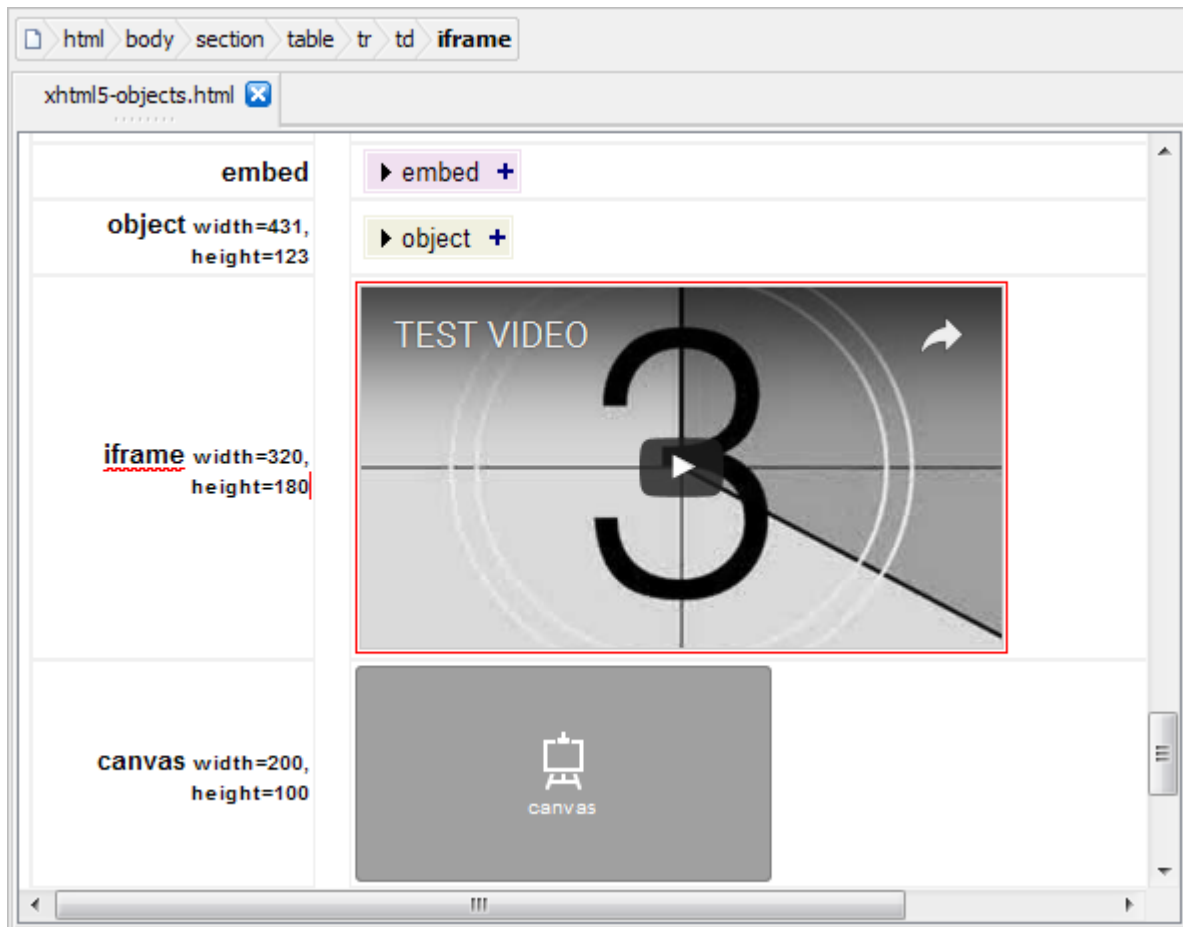 html body section table tr td iframe
xhtml5-objects.html
embed
embed +
object width=431,
height=123
object +
TEST VIDEO
3
iframe width=320,
height=180
canvas width=200,
height=100
canvas